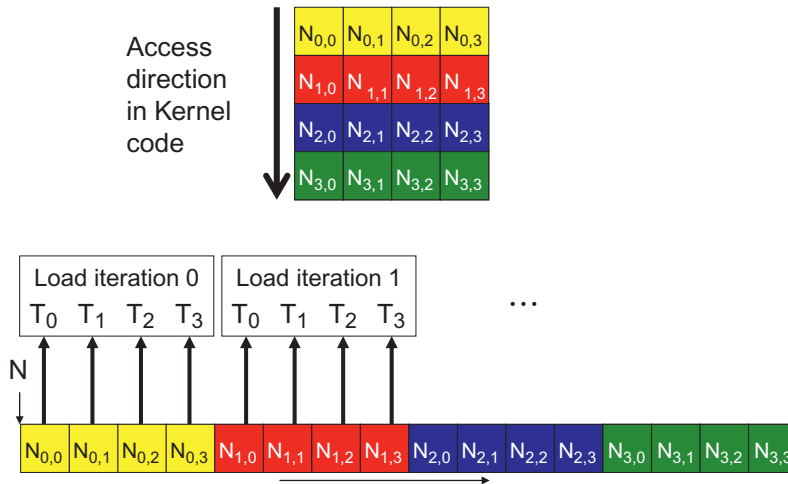 Access
direction
in Kernel
code
N0,0 N0,1 N0,2 N0,3
N1,0 N1,1 N1,2 N1,3
N2,0 N2,1 N2,2 N2,3
N3,0 N3,1 N3,2 N3,3
Load iteration 0 Load iteration 1
T0 T1 T2 T3 T0 T1 T2 T3 ...
N
N0,0 N0,1 N0,2 N0,3 N1,0 N1,1 N1,2 N1,3 N2,0 N2,1 N2,2 N2,3 N3,0 N3,1 N3,2 N3,3